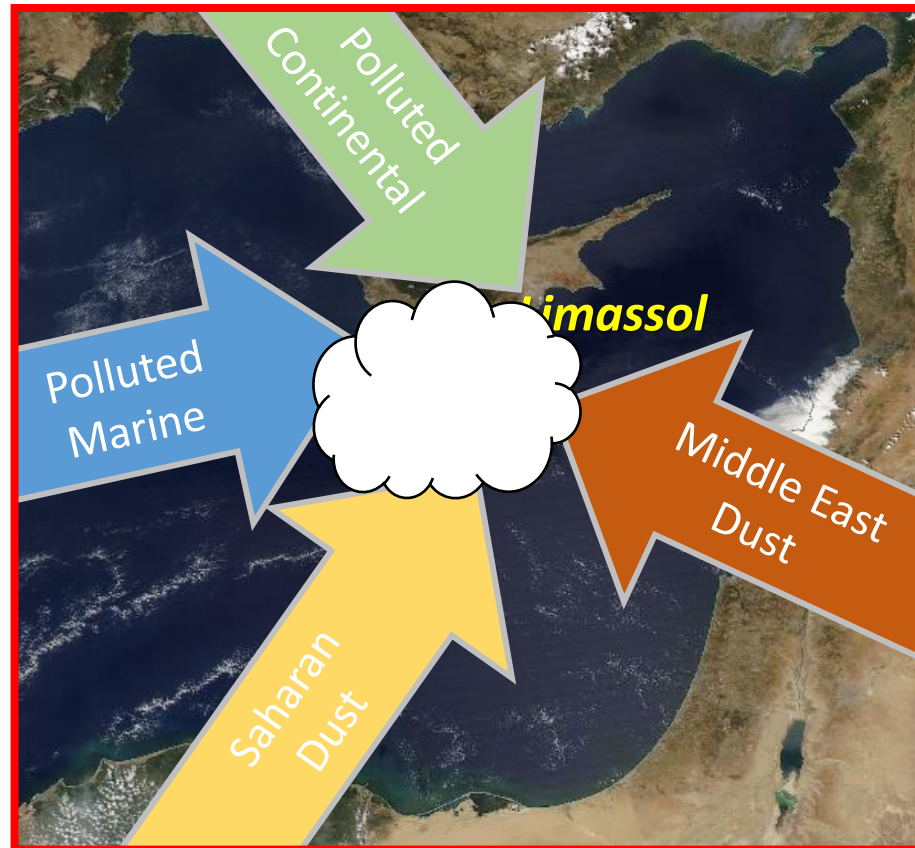 Polluted
Continental
Limassol
Polluted
Marine
Middle East
Dust
Saharan
Dust